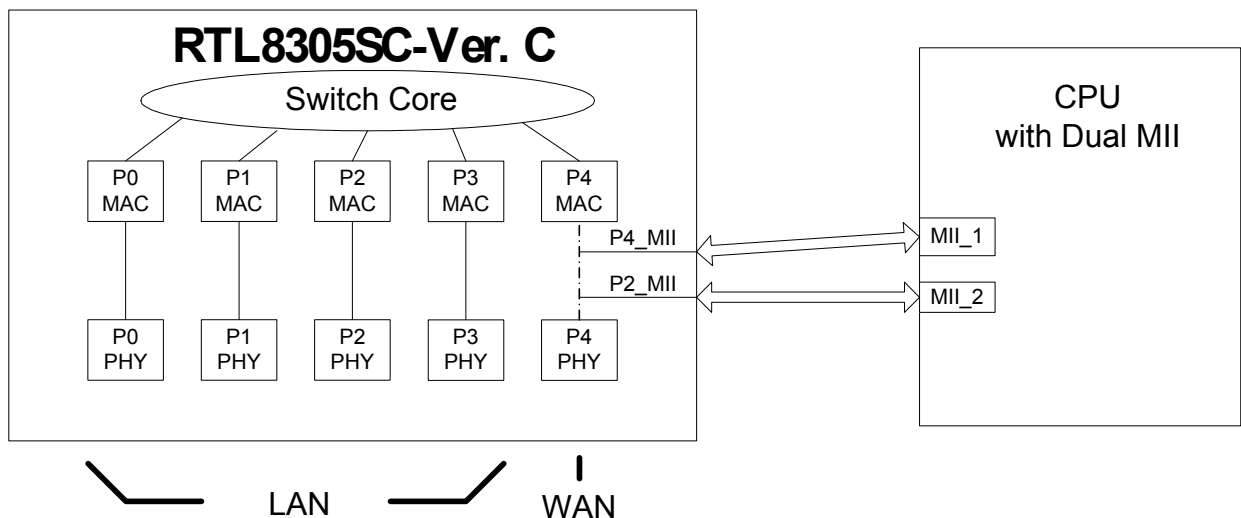 RTL8305SC-Ver. C
Switch Core
CPU
with Dual MII
P0
MAC
P1
MAC
P2
MAC
P3
MAC
P4
MAC
P4_MII
MII_1
P2_MII
MII_2
P0
PHY
P1
PHY
P2
PHY
P3
PHY
P4
PHY
LAN
WAN